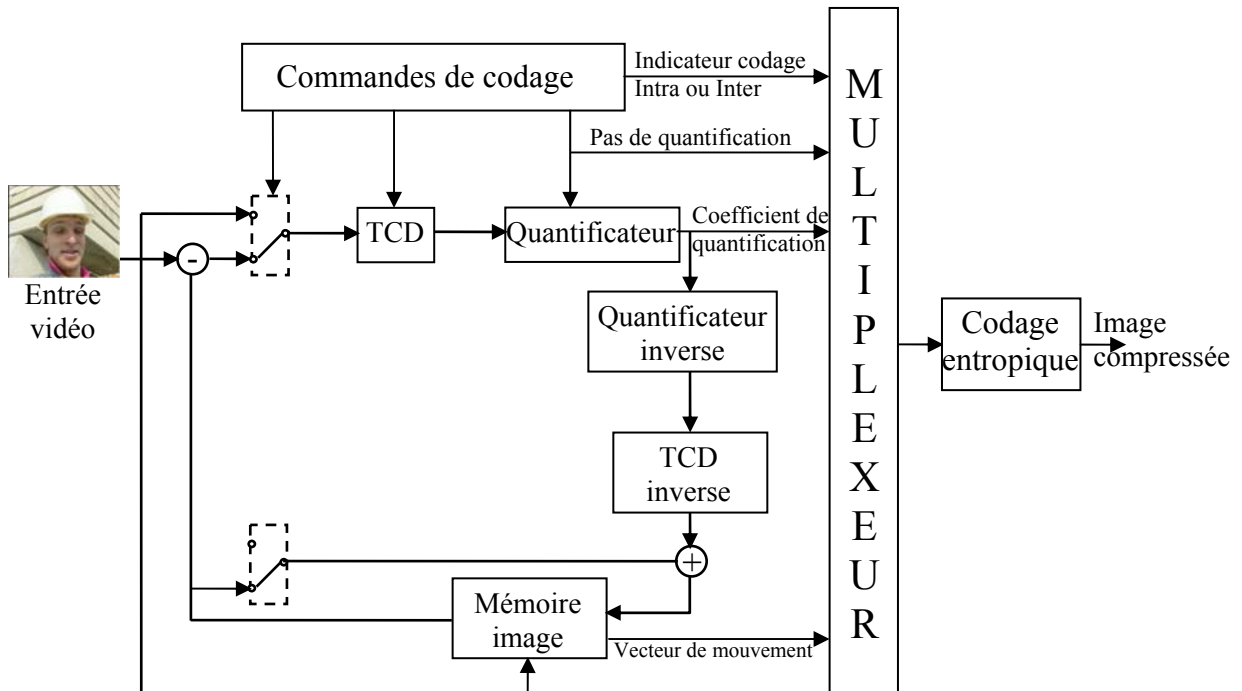 Commandes de codage
Indicateur codage
Intra ou Inter
Pas de quantification
M
U
L
T
I
P
L
E
X
E
U
R
Entrée
vidéo
-
TCD
Quantificateur
Coefficient de
quantification
Quantificateur
inverse
Codage
entropique
Image
compressée
TCD
inverse
+
Mémoire
image
Vecteur de mouvement